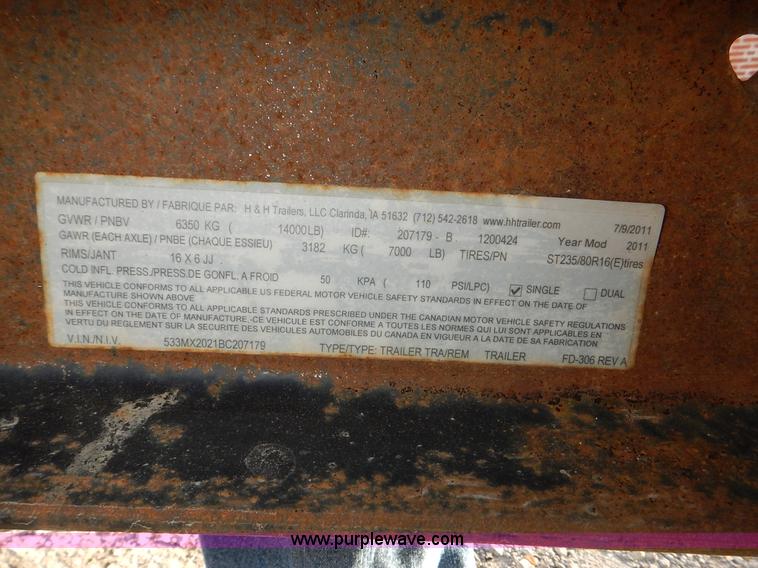 MANUFACTURED BY / FABRIQUE PAR: H & H Trailers, LLC Clarinda, IA 51632 (712) 542-2618 www.hhtrailer.com 7/9/2011
GVWR / PNBV 6350 KG ( 14000LB) ID#: 207179 - B 1200424 Year Mod 2011
GAWR (EACH AXLE) / PNBE (CHAQUE ESSIEU) 3182 KG ( 7000 LB) TIRES/PN ST235/80R16(E)tires
RIMS/JANT 16 X 6 JJ .
COLD INFL. PRESS.PRESS.DE GONFL. A FROID 50 KPA ( 110 PSI/LPC) SINGLE DUAL
THIS VEHICLE CONFORMS TO ALL APPLICABLE US FEDERAL MOTOR VEHICLE SAFETY STANDARDS IN EFFECT ON THE DATE OF
MANUFACTURE SHOWN ABOVE.
THIS VEHICLE CONFORMS TO ALL APPLICABLE STANDARDS PRESCRIBED UNDER THE CANADIAN MOTOR VEHICLE SAFETY REGULATIONS
IN EFFECT ON THE DATE OF MANUFACTURE.-CE VEHICULE EST CONFORME A TOUTES LES NORMES QUI LUI SONT APPLICABLES EN
VERTU DU REGLEMENT SUR LA SECURITE DES VEHICULES AUTOMOBILES DU CANADA EN VIGUEUR A LA DATE DE SA FABRICATION.
V.I.N./N.I.V. 533MX2021BC207179 TYPE/TYPE: TRAILER TRA/REM TRAILER FD-306 REV A
www.purplewave.com